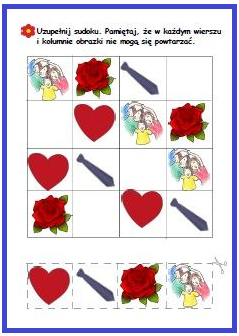 Uzupełnij sudoku. Pamiętaj, że w każdym wierszu
i kolumnie obrazki nie mogą się powtarzać.